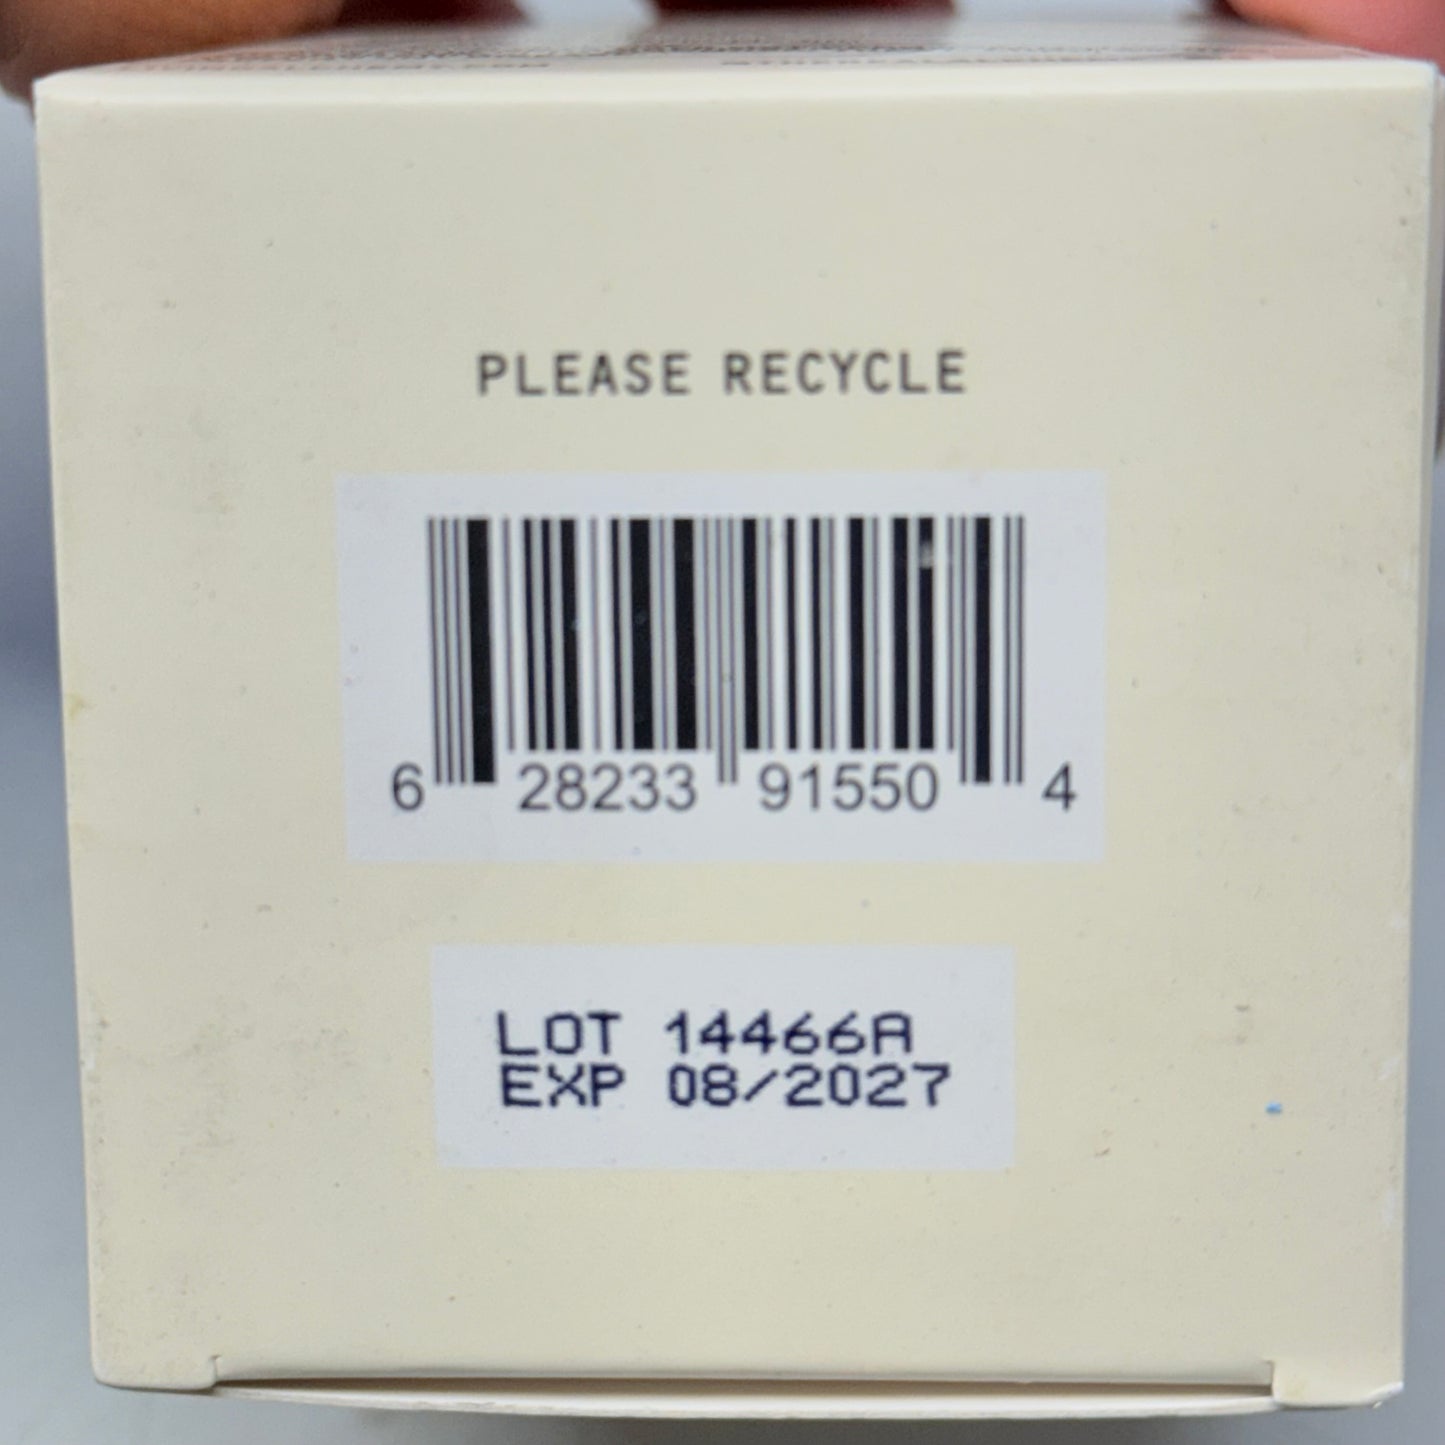 PLEASE RECYCLE
6 28233 91550 4
LOT 14466A
EXP 08/2027